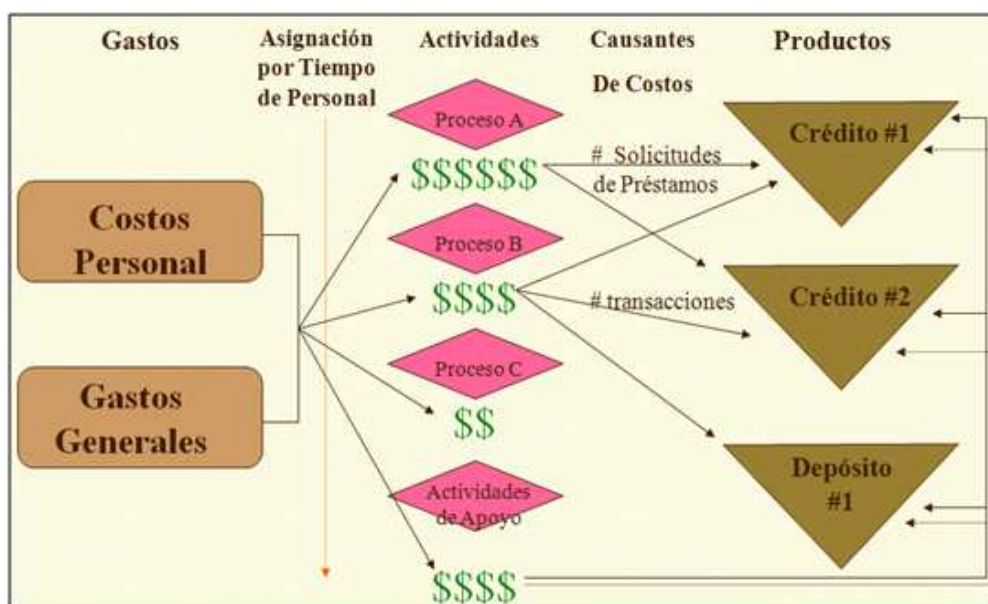 Gastos
Asignación
por Tiempo
de Personal
Actividades
Causantes
De Costos
Productos
Costos
Personal
Gastos
Generales
Proceso A
$$$$$$
Proceso B
$$$$
Proceso C
$$
Actividades
de Apoyo
$$$$
# Solicitudes
de Préstamos
# transacciones
Crédito #1
Crédito #2
Depósito
#1